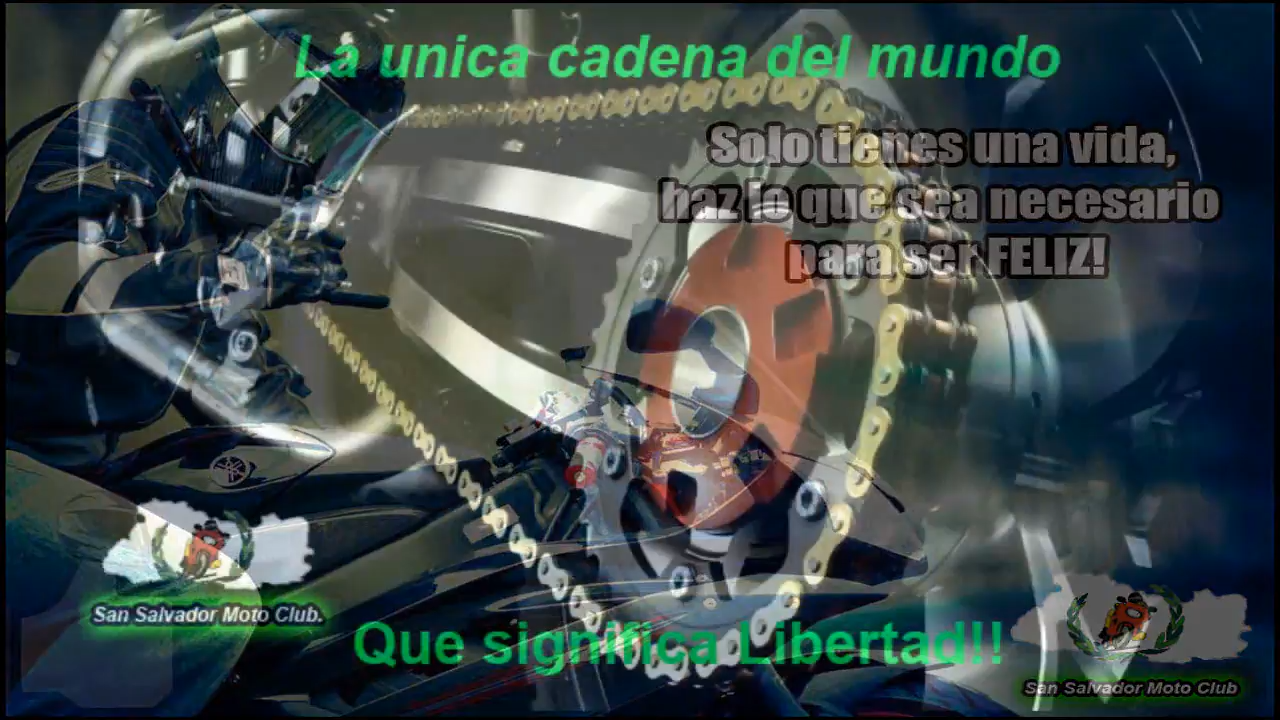 La unica cadena del mundo
Solo tienes una vida,
haz lo que sea necesario
para ser FELIZ!
San Salvador Moto Club.
Que significa Libertad!!
San Salvador Moto Club